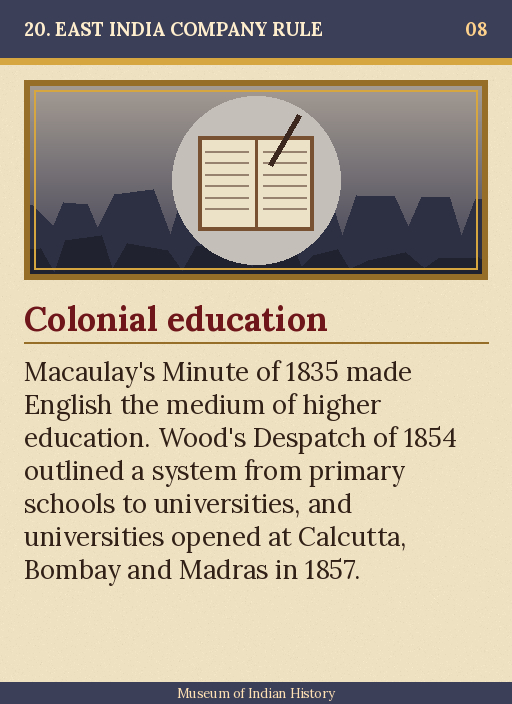 20. EAST INDIA COMPANY RULE
08
Colonial education
Macaulay's Minute of 1835 made
English the medium of higher
education. Wood's Despatch of 1854
outlined a system from primary
schools to universities, and
universities opened at Calcutta,
Bombay and Madras in 1857.
Museum of Indian History